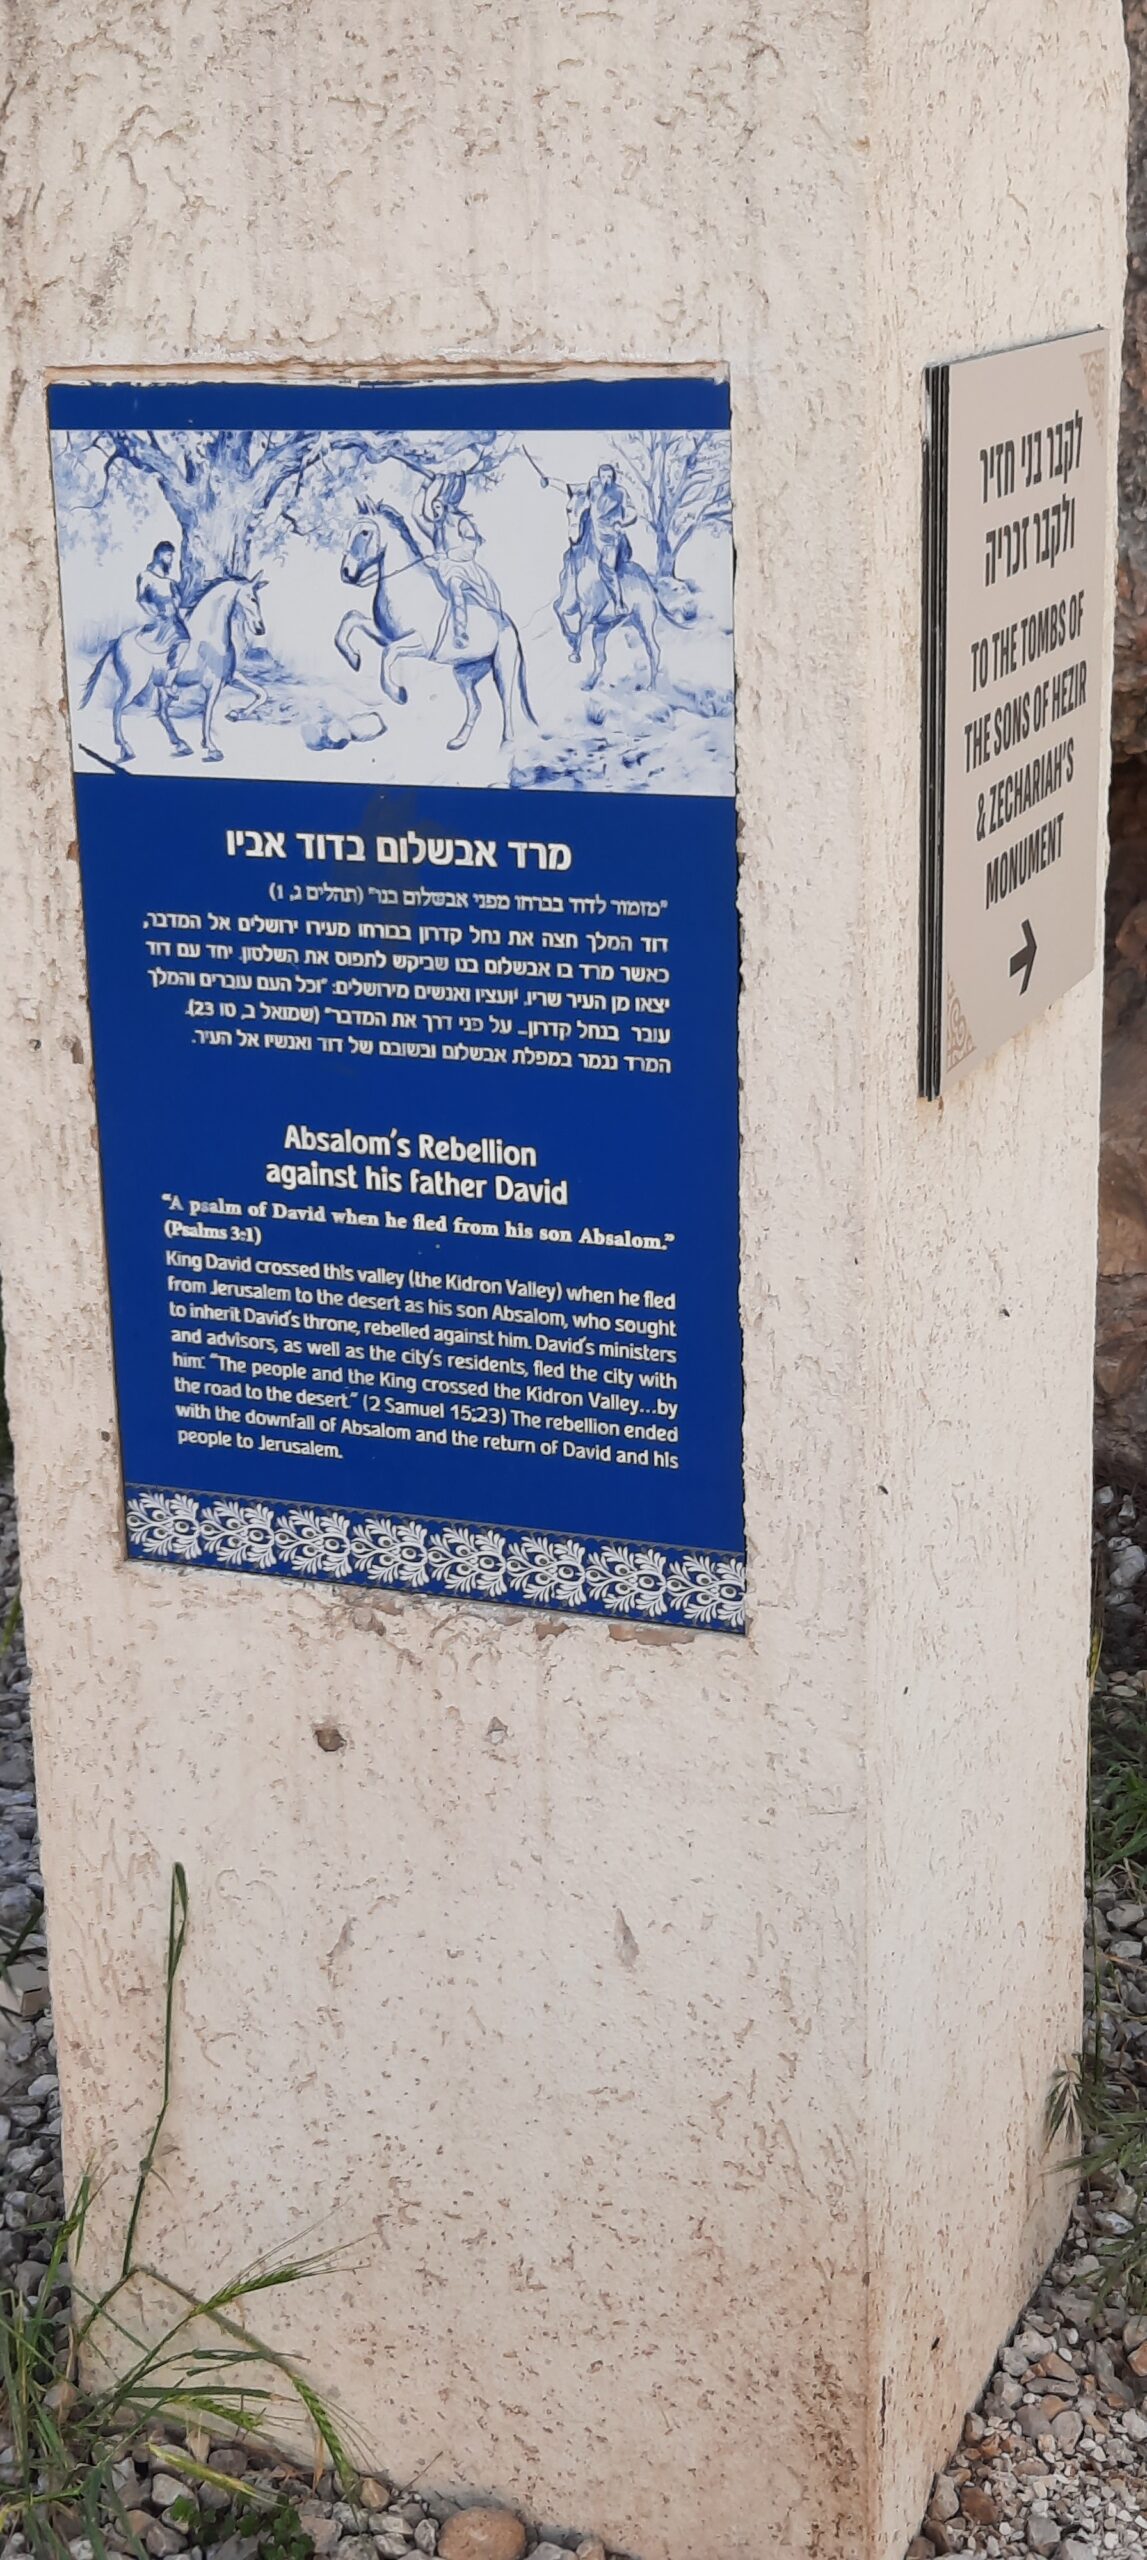 מרד אבשלום בדוד אביו
"מזמור לדוד בברחו מפני אבשלום בנו" (תהלים ג, 1)
דוד המלך חצה את נחל קדרון בבורחו מעירו ירושלים אל המדבר,
כאשר מרד בו אבשלום בנו שביקש לתפוס את השלטון. יחד עם דוד
יצאו מן העיר שריו, יועציו ואנשים מירושלים: "וכל העם עוברים והמלך
עובר בנחל קדרון... על פני דרך את המדבר" (שמואל ב, טו 23).
המרד נגמר במפלת אבשלום ובשובם של דוד ואנשיו אל העיר.
Absalom's Rebellion
against his father David
"A psalm of David when he fled from his son Absalom."
(Psalms 3:1)
King David crossed this valley (the Kidron Valley) when he fled
from Jerusalem to the desert as his son Absalom, who sought
to inherit David's throne, rebelled against him. David's ministers
and advisors, as well as the city's residents, fled the city with
him: "The people and the King crossed the Kidron Valley...by
the road to the desert." (2 Samuel 15:23) The rebellion ended
with the downfall of Absalom and the return of David and his
people to Jerusalem.
לקבר בני חזיר
ולקבר זכריה
TO THE TOMBS OF
THE SONS OF HEZIR
& ZECHARIAH'S
MONUMENT